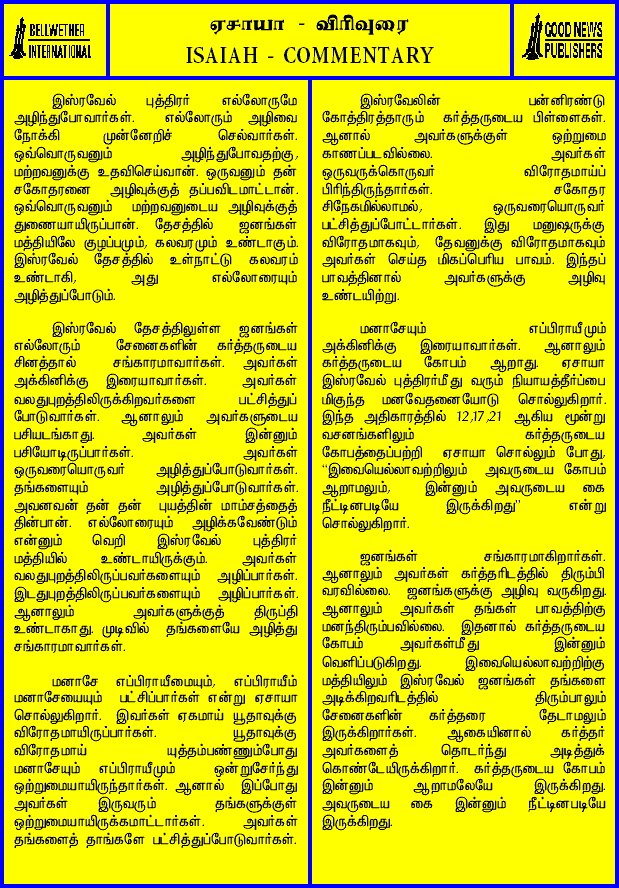 BELLWETHER
INTERNATIONAL
ஏசாயா - விரிவுரை
ISAIAH - COMMENTARY
GOOD NEWS
PUBLISHERS
இஸ்ரவேல் புத்திரர் எல்லோருமே
அழிந்துபோவார்கள். எல்லோரும் அழிவை
நோக்கி முன்னேறிச் செல்வார்கள்.
ஒவ்வொருவனும் அழிந்துபோவதற்கு,
மற்றவனுக்கு உதவிசெய்வான். ஒருவனும் தன்
சகோதரனை அழிவுக்குத் தப்பவிடமாட்டான்.
ஒவ்வொருவனும் மற்றவனுடைய அழிவுக்குத்
துணையாயிருப்பான். தேசத்தில் ஜனங்கள்
மத்தியிலே குழப்பமும், கலவரமும் உண்டாகும்.
இஸ்ரவேல் தேசத்தில் உள்நாட்டு கலவரம்
உண்டாகி, அது எல்லோரையும்
அழித்துப்போடும்.
இஸ்ரவேல் தேசத்திலுள்ள ஜனங்கள்
எல்லோரும் சேனைகளின் கர்த்தருடைய
சினத்தால் சங்காரமாவார்கள். அவர்கள்
அக்கினிக்கு இரையாவார்கள். அவர்கள்
வலதுபுறத்திலிருக்கிறவர்களை பட்சித்துப்
போடுவார்கள். ஆனாலும் அவர்களுடைய
பசியடங்காது. அவர்கள் இன்னும்
பசியோடிருப்பார்கள். அவர்கள்
ஒருவரையொருவர் அழித்துப்போடுவார்கள்.
தங்களையும் அழித்துப்போடுவார்கள்.
அவனவன் தன் தன் புயத்தின் மாம்சத்தைத்
தின்பான். எல்லோரையும் அழிக்கவேண்டும்
என்னும் வெறி இஸ்ரவேல் புத்திரர்
மத்தியில் உண்டாயிருக்கும். அவர்கள்
வலதுபுறத்திலிருப்பவர்களையும் அழிப்பார்கள்.
இடதுபுறத்திலிருப்பவர்களையும் அழிப்பார்கள்.
ஆனாலும் அவர்களுக்குத் திருப்தி
உண்டாகாது. முடிவில் தங்களையே அழித்து
சங்காரமாவார்கள்.
மனாசே எப்பிராயீமையும், எப்பிராயீம்
மனாசேயையும் பட்சிப்பார்கள் என்று ஏசாயா
சொல்லுகிறார். இவர்கள் ஏகமாய் யூதாவுக்கு
விரோதமாயிருப்பார்கள். யூதாவுக்கு
விரோதமாய் யுத்தம்பண்ணும்போது
மனாசேயும் எப்பிராயீமும் ஒன்றுசேர்ந்து
ஒற்றுமையாயிருந்தார்கள். ஆனால் இப்போது
அவர்கள் இருவரும் தங்களுக்குள்
ஒற்றுமையாயிருக்கமாட்டார்கள். அவர்கள்
தங்களைத் தாங்களே பட்சித்துப்போடுவார்கள்.
இஸ்ரவேலின் பன்னிரண்டு
கோத்திரத்தாரும் கர்த்தருடைய பிள்ளைகள்.
ஆனால் அவர்களுக்குள் ஒற்றுமை
காணப்படவில்லை. அவர்கள்
ஒருவருக்கொருவர் விரோதமாய்ப்
பிரிந்திருந்தார்கள். சகோதர
சிநேகமில்லாமல், ஒருவரையொருவர்
பட்சித்துப்போட்டார்கள். இது மனுஷருக்கு
விரோதமாகவும், தேவனுக்கு விரோதமாகவும்
அவர்கள் செய்த மிகப்பெரிய பாவம். இந்தப்
பாவத்தினால் அவர்களுக்கு அழிவு
உண்டயிற்று.
மனாசேயும் எப்பிராயீமும்
அக்கினிக்கு இரையாவார்கள். ஆனாலும்
கர்த்தருடைய கோபம் ஆறாது. ஏசாயா
இஸ்ரவேல் புத்திரர்மீது வரும் நியாயத்தீர்ப்பை
மிகுந்த மனவேதனையோடு சொல்லுகிறார்.
இந்த அதிகாரத்தில் 12,17,21 ஆகிய மூன்று
வசனங்களிலும் கர்த்தருடைய
கோபத்தைப்பற்றி ஏசாயா சொல்லும் போது,
“இவையெல்லாவற்றிலும் அவருடைய கோபம்
ஆறாமலும், இன்னும் அவருடைய கை
நீட்டினபடியே இருக்கிறது” என்று
சொல்லுகிறார்.
ஜனங்கள் சங்காரமாகிறார்கள்.
ஆனாலும் அவர்கள் கர்த்தரிடத்தில் திரும்பி
வரவில்லை. ஜனங்களுக்கு அழிவு வருகிறது.
ஆனாலும் அவர்கள் தங்கள் பாவத்திற்கு
மனந்திரும்பவில்லை. இதனால் கர்த்தருடைய
கோபம் அவர்கள்மீது இன்னும்
வெளிப்படுகிறது. இவையெல்லாவற்றிற்கு
மத்தியிலும் இஸ்ரவேல் ஜனங்கள் தங்களை
அடிக்கிறவரிடத்தில் திரும்பாலும்
சேனைகளின் கர்த்தரை தேடாமலும்
இருக்கிறார்கள். ஆகையினால் கர்த்தர்
அவர்களைத் தொடர்ந்து அடித்துக்
கொண்டேயிருக்கிறார். கர்த்தருடைய கோபம்
இன்னும் ஆறாமலேயே இருக்கிறது.
அவருடைய கை இன்னும் நீட்டினபடியே
இருக்கிறது.